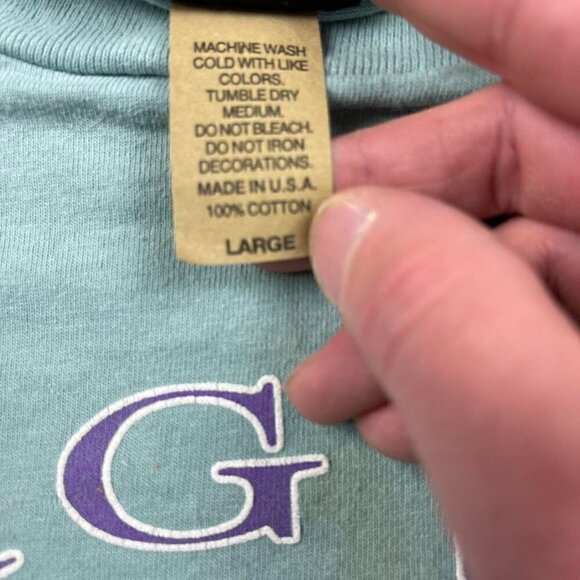 MACHINE WASH
COLD WITH LIKE
COLORS.
TUMBLE DRY
MEDIUM.
DO NOT BLEACH.
DO NOT IRON
DECORATIONS.
MADE IN U.S.A.
100% COTTON
LARGE
G